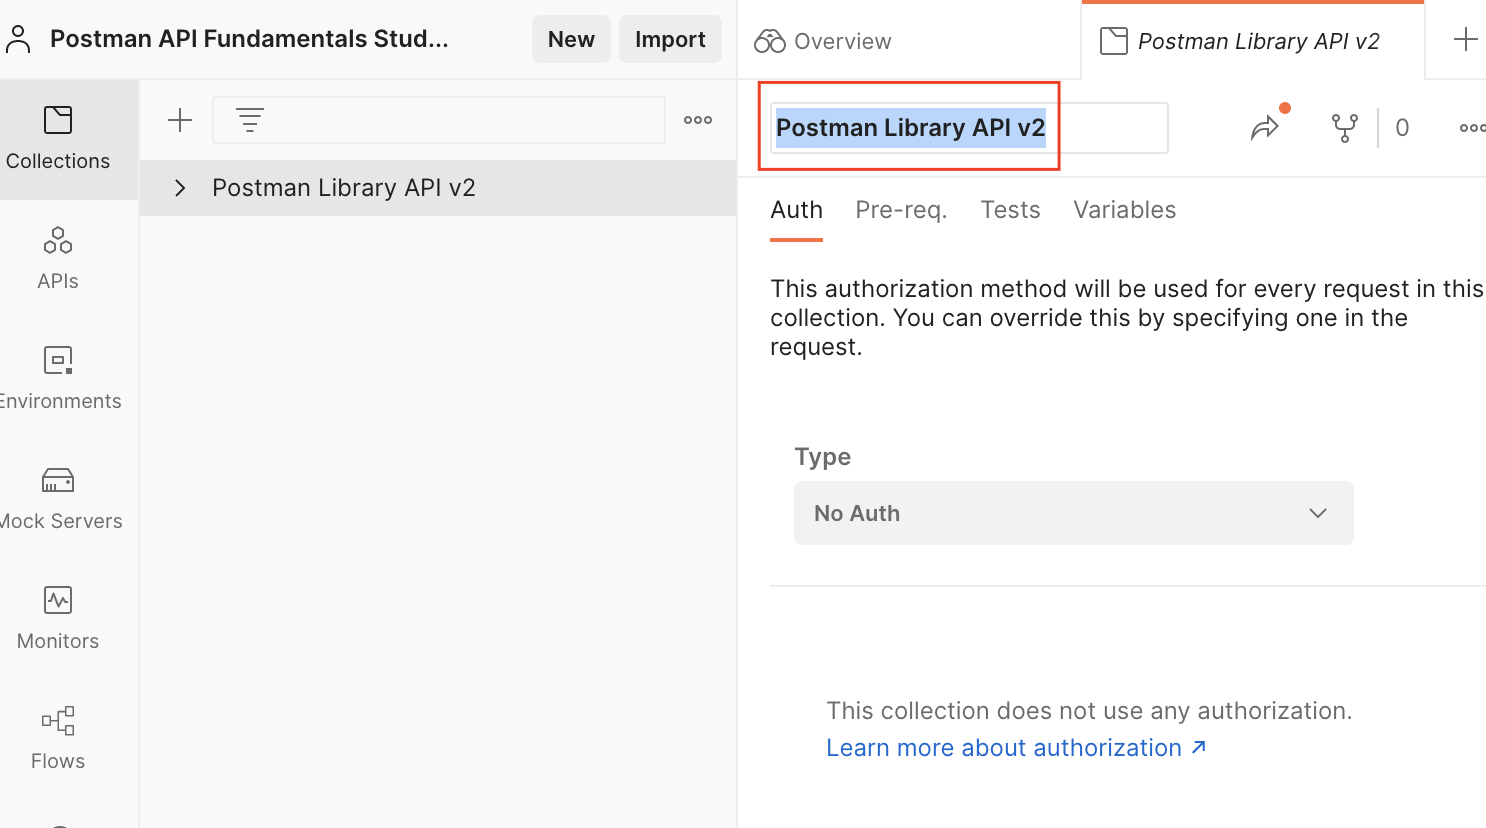 Postman API Fundamentals Stud...
New
Import
Overview
Postman Library API v2
Collections
Postman Library API v2
APIs
Environments
Mock Servers
Monitors
Flows
Postman Library API v2
0
Auth
Pre-req.
Tests
Variables
This authorization method will be used for every request in this
collection. You can override this by specifying one in the
request.
Type
No Auth
This collection does not use any authorization.
Learn more about authorization ↗